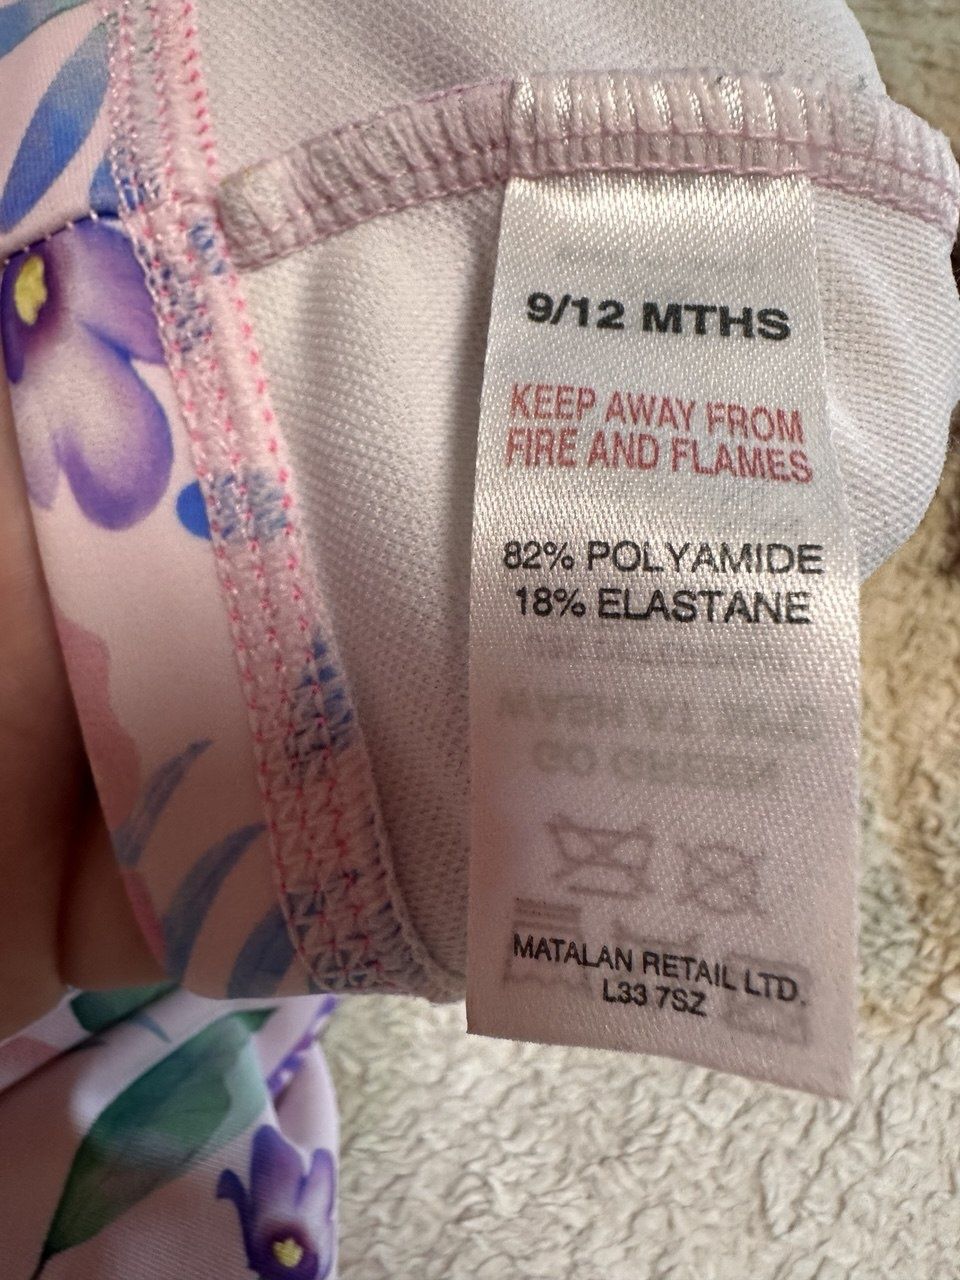 9/12 MTHS
KEEP AWAY FROM
FIRE AND FLAMES
82% POLYAMIDE
18% ELASTANE
MATALAN RETAIL LTD.
L33 7SZ